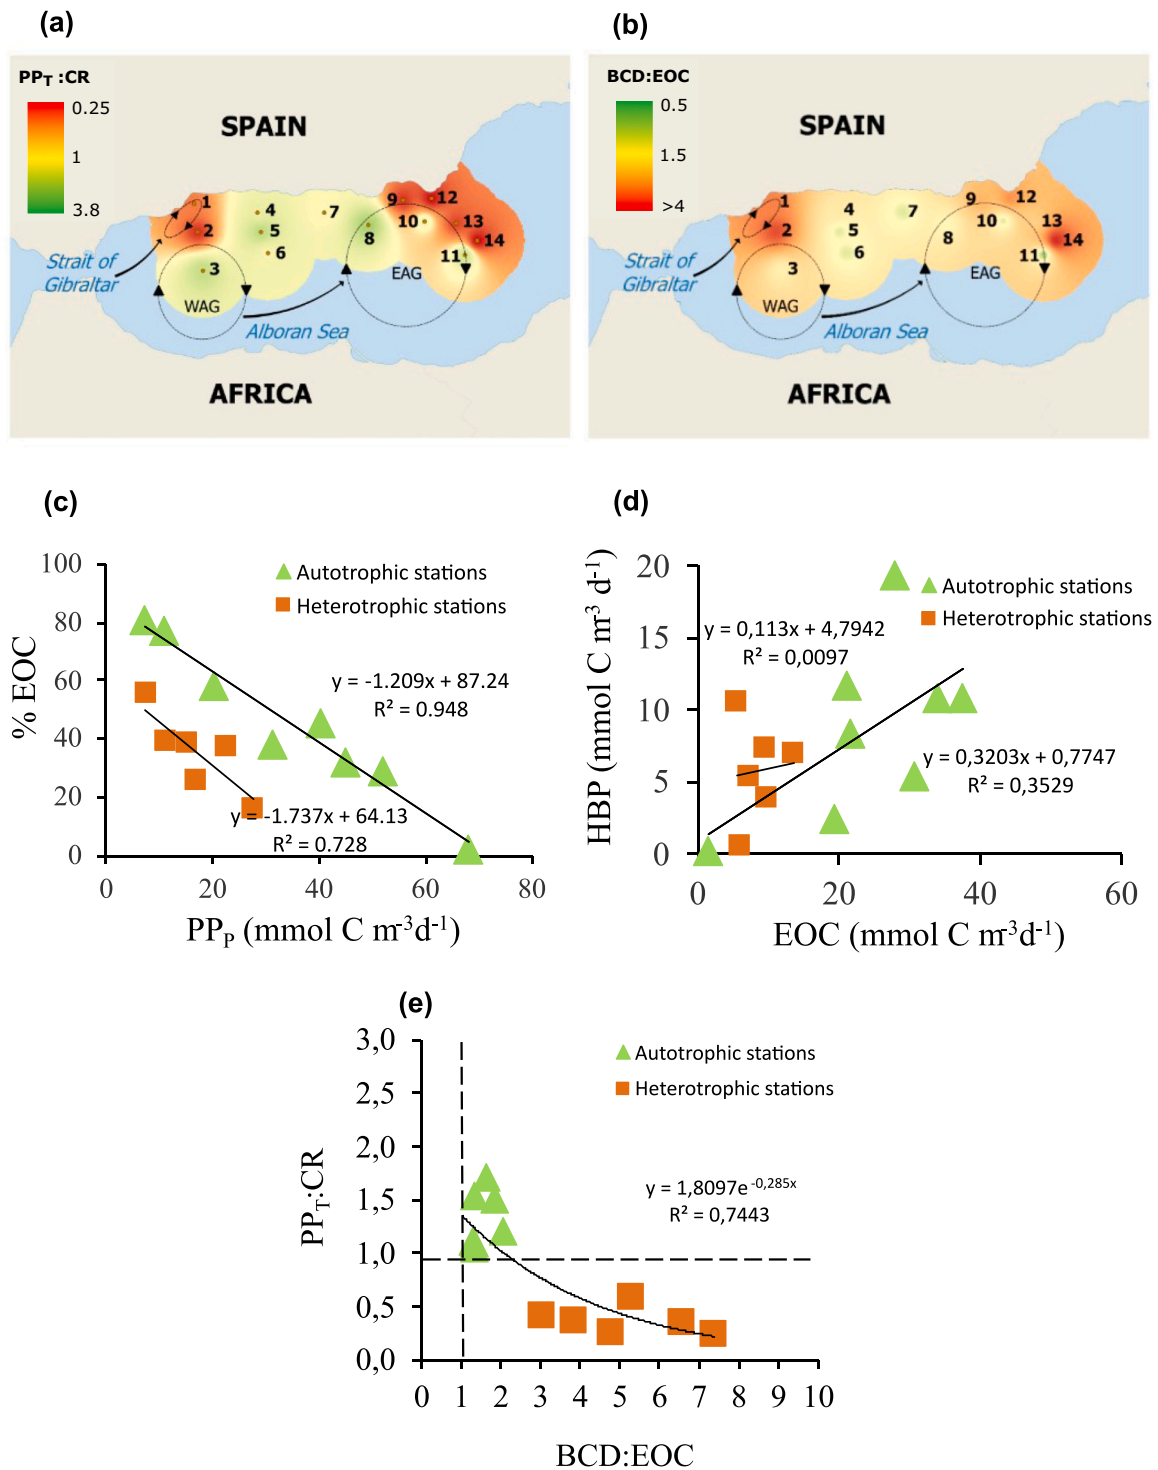 (a)
PPT :CR
0.25
1
3.8
SPAIN
1
2
3
4
5
6
7
8
9
10
11
12
13
14
Strait of
Gibraltar
WAG
EAG
Alboran Sea
AFRICA
(b)
BCD:EOC
0.5
1.5
>4
SPAIN
1
2
3
4
5
6
7
8
9
10
11
12
13
14
Strait of
Gibraltar
WAG
EAG
Alboran Sea
AFRICA
(c)
% EOC
100
80
60
40
20
0
Autotrophic stations
Heterotrophic stations
y = -1.209x + 87.24
R² = 0.948
y = -1.737x + 64.13
R² = 0.728
0 20 40 60 80
PPP (mmol C m-3d-1)
(d)
HBP (mmol C m-3 d-1)
20
15
10
5
0
Autotrophic stations
Heterotrophic stations
y = 0,113x + 4,7942
R² = 0,0097
y = 0,3203x + 0,7747
R² = 0,3529
0 20 40 60
EOC (mmol C m-3d-1)
(e)
PPT:CR
3,0
2,5
2,0
1,5
1,0
0,5
0,0
Autotrophic stations
Heterotrophic stations
y = 1,8097e -0,285x
R² = 0,7443
0 1 2 3 4 5 6 7 8 9 10
BCD:EOC